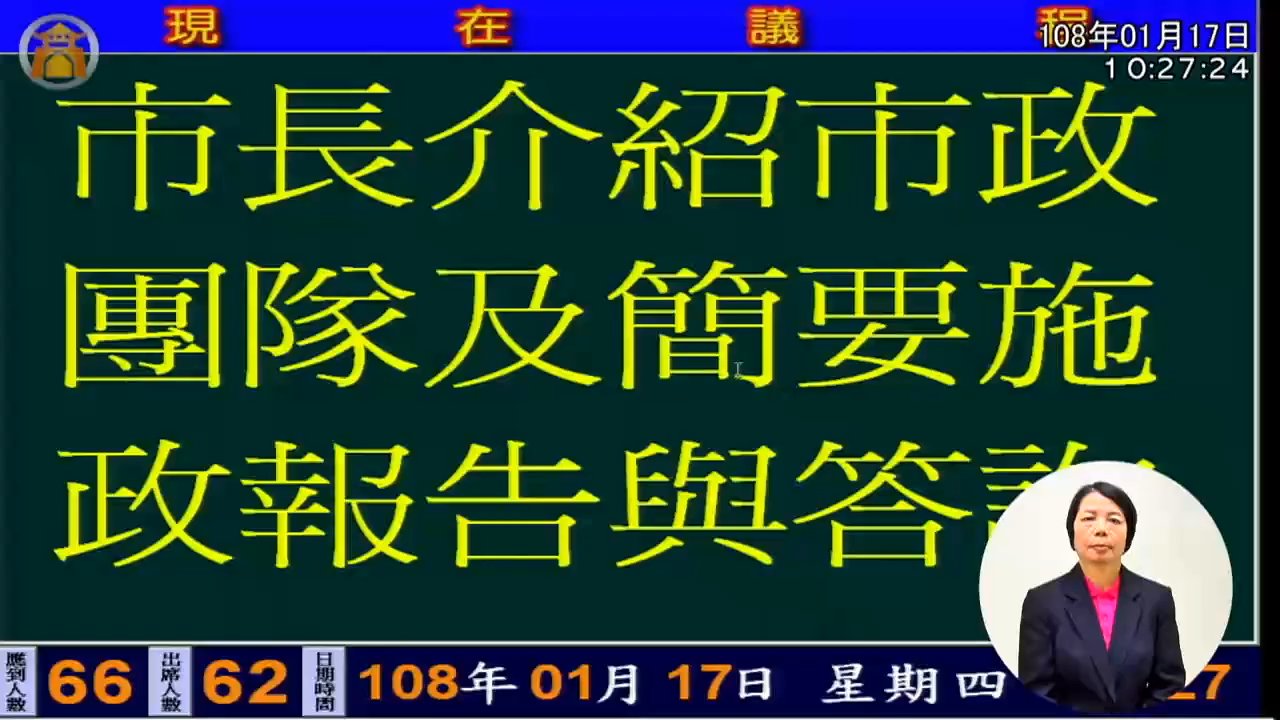 現在議程
108年01月17日
10:27:24
市長介紹市政
團隊及簡要施
政報告與答
應到人數 66 出席人數 62 日期時間 108年01月17日 星期四 27